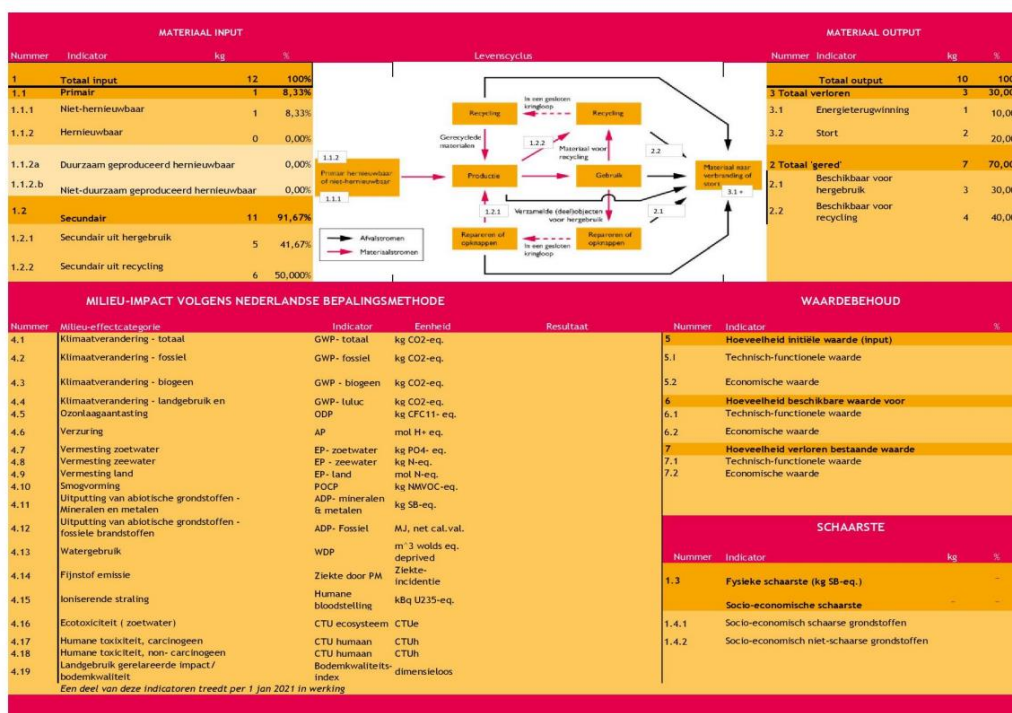 MATERIAAL INPUT
Nummer Indicator kg %
1 Totaal input 12 100%
1.1 Primair 1 8,33%
1.1.1 Niet-hernieuwbaar 1 8,33%
1.1.2 Hernieuwbaar 0 0,00%
1.1.2a Duurzaam geproduceerd hernieuwbaar 0,00%
1.1.2.b Niet-duurzaam geproduceerd hernieuwbaar 0,00%
1.2 Secundair 11 91,67%
1.2.1 Secundair uit hergebruik 5 41,67%
1.2.2 Secundair uit recycling 6 50,000%
Levenscyclus
Recycling
In een gesloten
kringloop
Recycling
Gerecyclede
materialen
1.2.2
Materiaal voor
recycling
2.2
1.1.2
Primair hernieuwbaar
of niet-hernieuwbaar
1.1.1
Productie
Gebruik
Materiaal naar
verbranding of
stort
3.1 +
1.2.1
Verzamelde (deel)objecten
voor hergebruik
2.1
Repareren of
opknappen
In een gesloten
kringloop
Repareren of
opknappen
Afvalstromen
Materiaalstromen
MATERIAAL OUTPUT
Nummer Indicator kg %
Totaal output 10 100
3 Totaal verloren 3 30,00
3.1 Energieterugwinning 1 10,00
3.2 Stort 2 20,00
2 Totaal 'gered' 7 70,00
2.1 Beschikbaar voor
hergebruik 3 30,00
2.2 Beschikbaar voor
recycling 4 40,00
MILIEU-IMPACT VOLGENS NEDERLANDSE BEPALINGSMETHODE
Nummer Milieu-effectcategorie Indicator Eenheid Resultaat
4.1 Klimaatverandering - totaal GWP- totaal kg CO2-eq.
4.2 Klimaatverandering - fossiel GWP- fossiel kg CO2-eq.
4.3 Klimaatverandering - biogeen GWP - biogeen kg CO2-eq.
4.4 Klimaatverandering - landgebruik en GWP- luluc kg CO2-eq.
4.5 Ozonlaagaantasting ODP kg CFC11- eq.
4.6 Verzuring AP mol H+ eq.
4.7 Vermesting zoetwater EP- zoetwater kg PO4- eq.
4.8 Vermesting zeewater EP - zeewater kg N-eq.
4.9 Vermesting land EP- land mol N-eq.
4.10 Smogvorming POCP kg NMVOC-eq.
4.11 Uitputting van abiotische grondstoffen -
Mineralen en metalen ADP- mineralen
& metalen kg SB-eq.
4.12 Uitputting van abiotische grondstoffen -
fossiele brandstoffen ADP- Fossiel MJ, net cal.val.
4.13 Watergebruik WDP m^3 wolds eq.
deprived
4.14 Fijnstof emissie Ziekte door PM Ziekte-
incidentie
4.15 Ioniserende straling Humane
bloodstelling kBq U235-eq.
4.16 Ecotoxiciteit ( zoetwater) CTU ecosysteem CTUe
4.17 Humane toxixiteit, carcinogeen CTU humaan CTUh
4.18 Humane toxiciteit, non- carcinogeen CTU humaan CTUh
4.19 Landgebruik gerelareerde impact/
bodemkwaliteit Bodemkwaliteits-
index dimensieloos
Een deel van deze indicatoren treedt per 1 jan 2021 in werking
WAARDEBEHOUD
Nummer Indicator %
5 Hoeveelheid initiële waarde (input)
5.1 Technisch-functionele waarde
5.2 Economische waarde
6 Hoeveelheid beschikbare waarde voor
6.1 Technisch-functionele waarde
6.2 Economische waarde
7 Hoeveelheid verloren bestaande waarde
7.1 Technisch-functionele waarde
7.2 Economische waarde
SCHAARSTE
Nummer Indicator kg %
1.3 Fysieke schaarste (kg SB-eq.) -
Socio-economische schaarste - -
1.4.1 Socio-economisch schaarse grondstoffen
1.4.2 Socio-economisch niet-schaarse grondstoffen